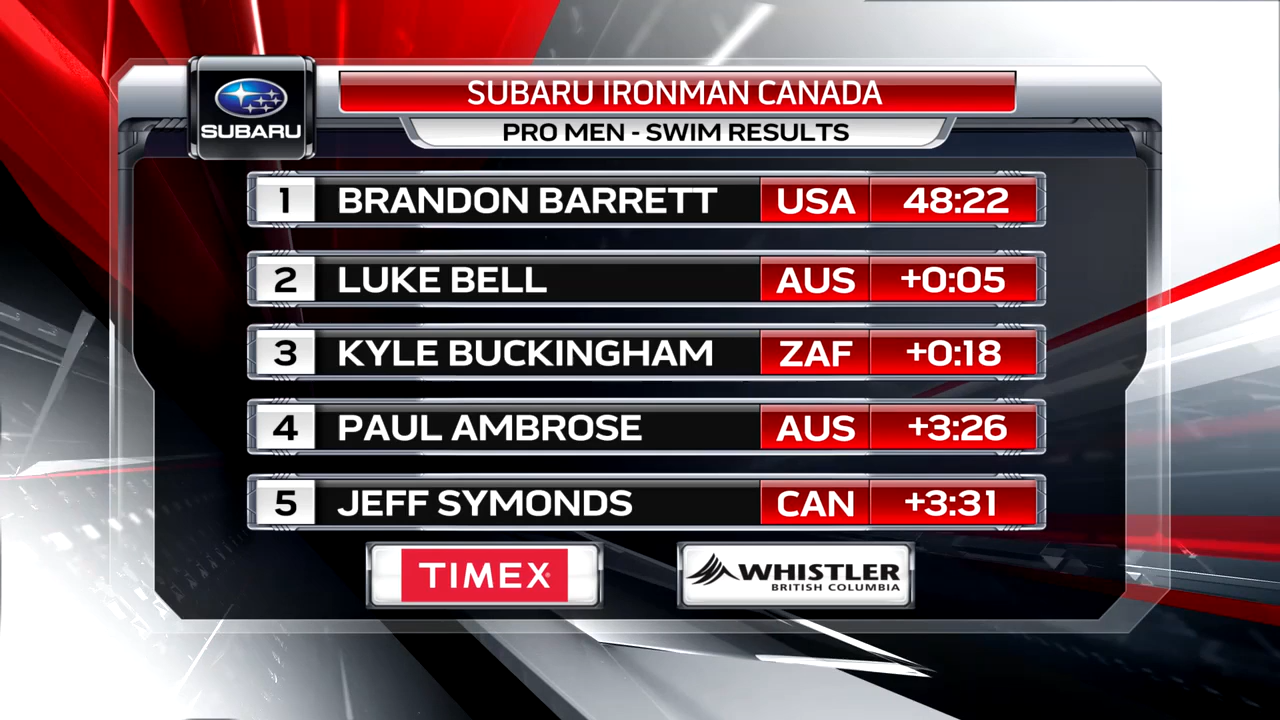 SUBARU
SUBARU IRONMAN CANADA
PRO MEN - SWIM RESULTS
1 BRANDON BARRETT USA 48:22
2 LUKE BELL AUS +0:05
3 KYLE BUCKINGHAM ZAF +0:18
4 PAUL AMBROSE AUS +3:26
5 JEFF SYMONDS CAN +3:31
TIMEX
WHISTLER
BRITISH COLUMBIA